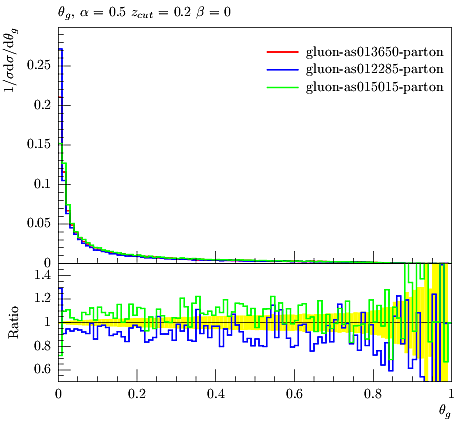 θg, α = 0.5 zcut = 0.2 β = 0
1/σdσ/dθg
gluon-as013650-parton
gluon-as012285-parton
gluon-as015015-parton
0.25
0.2
0.15
0.1
0.05
0
1.4
1.2
1
0.8
0.6
Ratio
0 0.2 0.4 0.6 0.8 1
θg